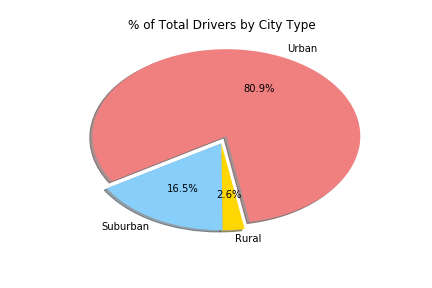 % of Total Drivers by City Type
Urban
80.9%
16.5%
2.6%
Suburban
Rural